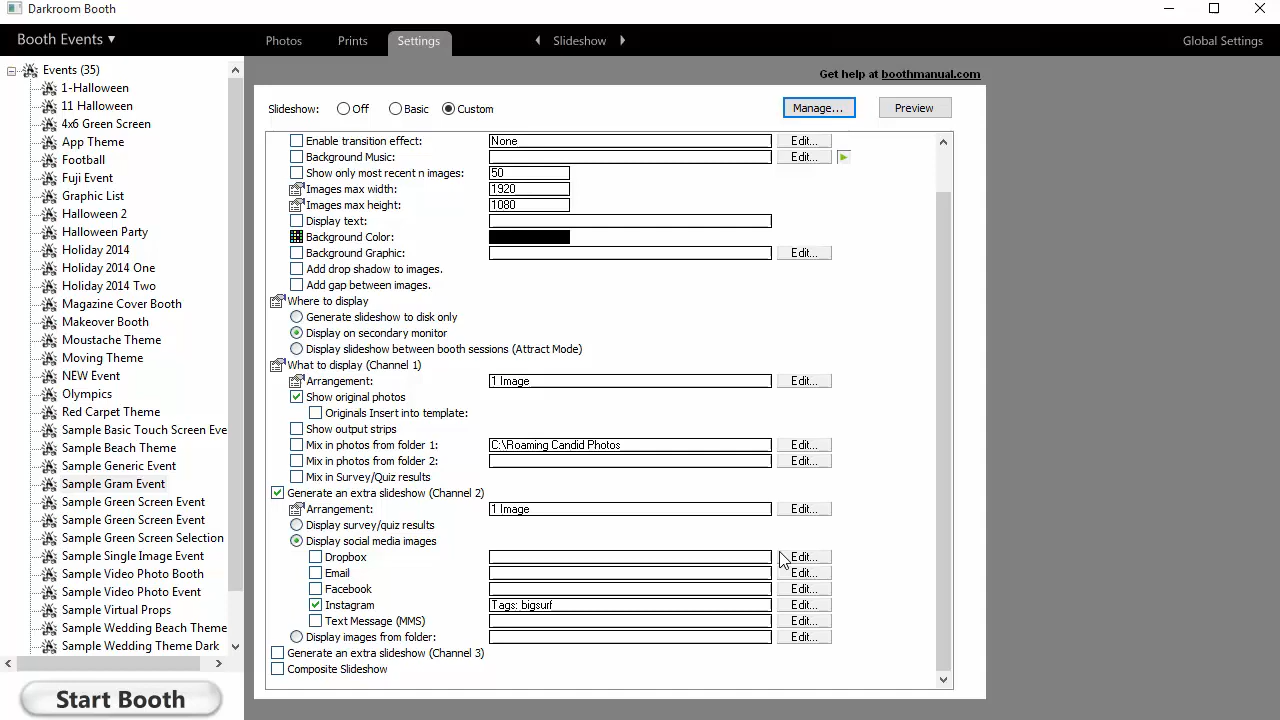 Darkroom Booth
Booth Events ▾ Photos Prints Settings Slideshow Global Settings
Events (35)
1-Halloween
11 Halloween
4x6 Green Screen
App Theme
Football
Fuji Event
Graphic List
Halloween 2
Halloween Party
Holiday 2014
Holiday 2014 One
Holiday 2014 Two
Magazine Cover Booth
Makeover Booth
Moustache Theme
Moving Theme
NEW Event
Olympics
Red Carpet Theme
Sample Basic Touch Screen Eve
Sample Beach Theme
Sample Generic Event
Sample Gram Event
Sample Green Screen Event
Sample Green Screen Event
Sample Green Screen Selection
Sample Single Image Event
Sample Video Photo Booth
Sample Video Photo Event
Sample Virtual Props
Sample Wedding Beach Theme
Sample Wedding Theme Dark
Start Booth
Get help at boothmanual.com
Slideshow: Off Basic Custom Manage... Preview
Enable transition effect: None Edit...
Background Music: Edit...
Show only most recent n images: 50
Images max width: 1920
Images max height: 1080
Display text:
Background Color:
Background Graphic: Edit...
Add drop shadow to images.
Add gap between images.
Where to display
Generate slideshow to disk only
Display on secondary monitor
Display slideshow between booth sessions (Attract Mode)
What to display (Channel 1)
Arrangement: 1 Image Edit...
Show original photos
Originals Insert into template:
Show output strips
Mix in photos from folder 1: C:\Roaming Candid Photos Edit...
Mix in photos from folder 2: Edit...
Mix in Survey/Quiz results
Generate an extra slideshow (Channel 2)
Arrangement: 1 Image Edit...
Display survey/quiz results
Display social media images
Dropbox Edit...
Email Edit...
Facebook Edit...
Instagram Tags: bigsurf Edit...
Text Message (MMS) Edit...
Display images from folder: Edit...
Generate an extra slideshow (Channel 3)
Composite Slideshow